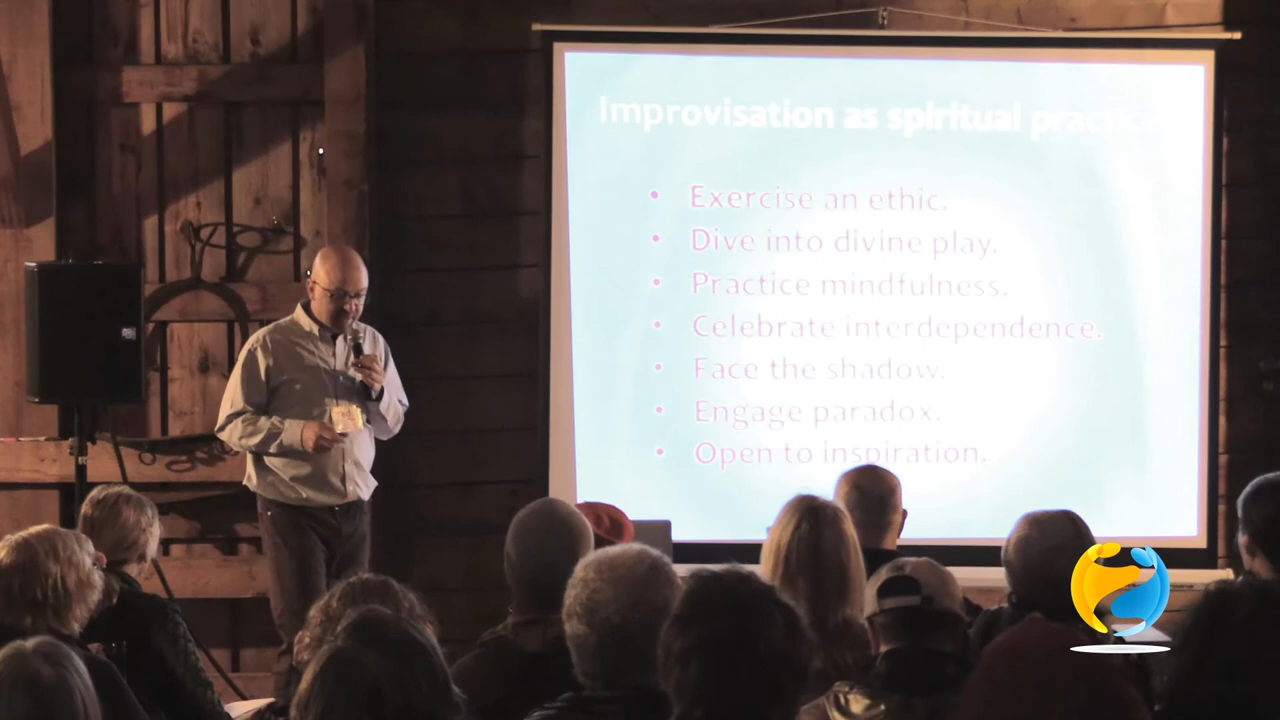 Improvisation as spiritual practice
• Exercise an ethic.
• Dive into divine play.
• Practice mindfulness.
• Celebrate interdependence.
• Face the shadow.
• Engage paradox.
• Open to inspiration.